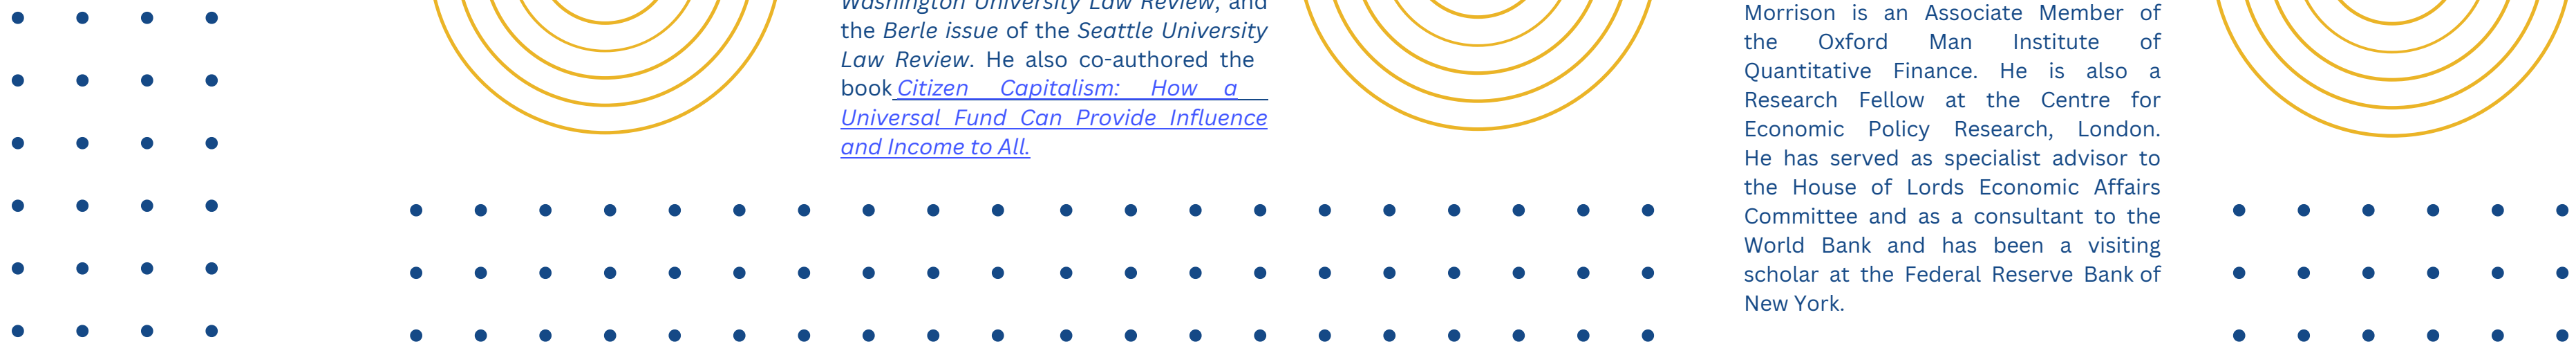 Washington University Law Review, and
the Berle issue of the Seattle University
Law Review. He also co-authored the
book Citizen Capitalism: How a
Universal Fund Can Provide Influence
and Income to All.
Morrison is an Associate Member of
the Oxford Man Institute of
Quantitative Finance. He is also a
Research Fellow at the Centre for
Economic Policy Research, London.
He has served as specialist advisor to
the House of Lords Economic Affairs
Committee and as a consultant to the
World Bank and has been a visiting
scholar at the Federal Reserve Bank of
New York.